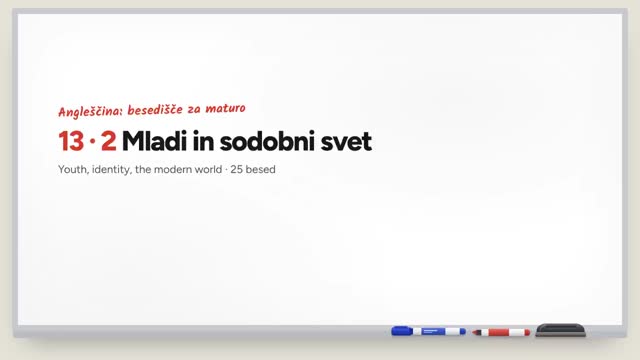 Angleščina: besedišče za maturo
13 · 2 Mladi in sodobni svet
Youth, identity, the modern world · 25 besed